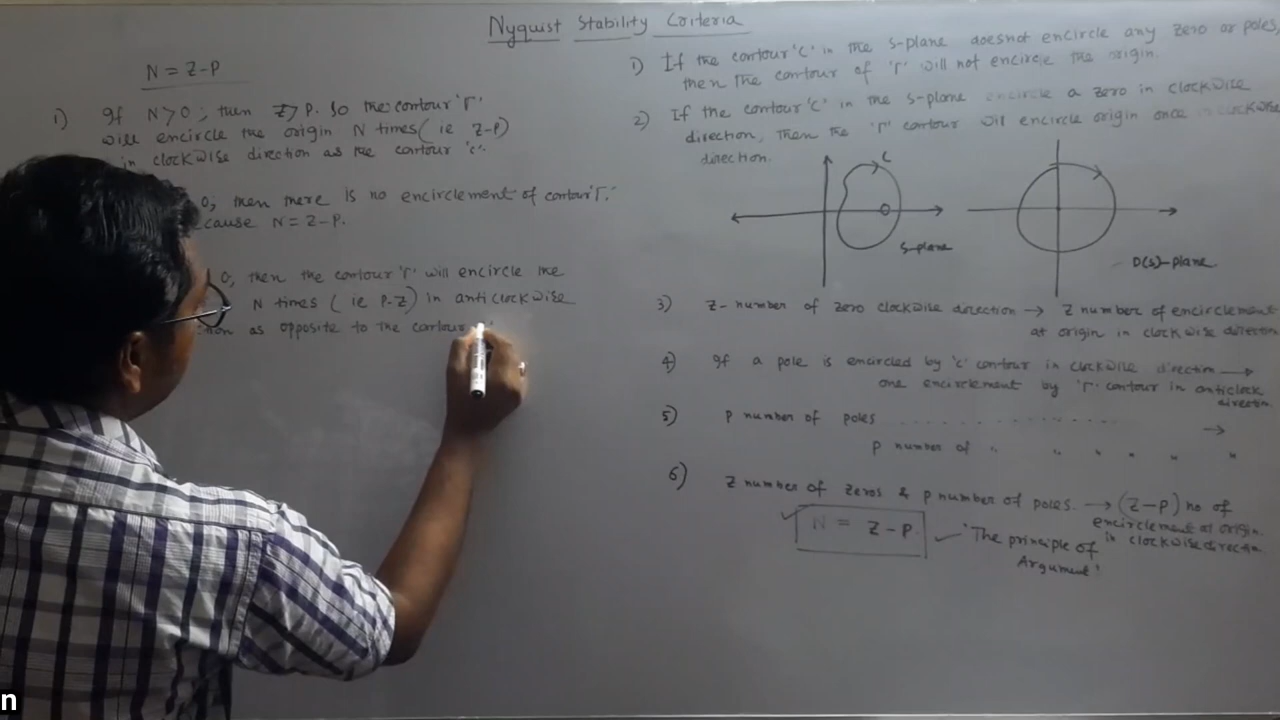 Nyquist Stability Criteria
N = Z-P
1) If N>0; then Z>P. So the contour 'Γ'
will encircle the origin N times (ie Z-P)
in clockwise direction as the contour 'c'.
0; then there is no encirclement of contour 'Γ'.
cause N = Z-P.
0, then the contour 'Γ' will encircle the
N times (ie P-Z) in anticlockwise
tion as opposite to the contour
1) If the contour 'C' in the s-plane doesnot encircle any zero or poles,
then the contour of 'Γ' will not encircle the origin.
2) If the contour 'C' in the s-plane encircle a zero in clockwise
direction, then the 'Γ' contour will encircle origin once in clockwise
direction.
C
s-plane
D(s)-plane
3) Z-number of zero clockwise direction → Z number of encirclement
at origin in clockwise direction
4) If a pole is encircled by 'c' contour in clockwise direction →
one encirclement by 'Γ' contour in anticlock
direction.
5) P number of poles . . . . . . . . . . . . . . →
P number of " " " " " "
6) Z number of zeros & P number of poles. → (Z-P) no of
encirclement at origin.
in clockwise direction.
N = Z-P.
'The principle of
Argument'
n